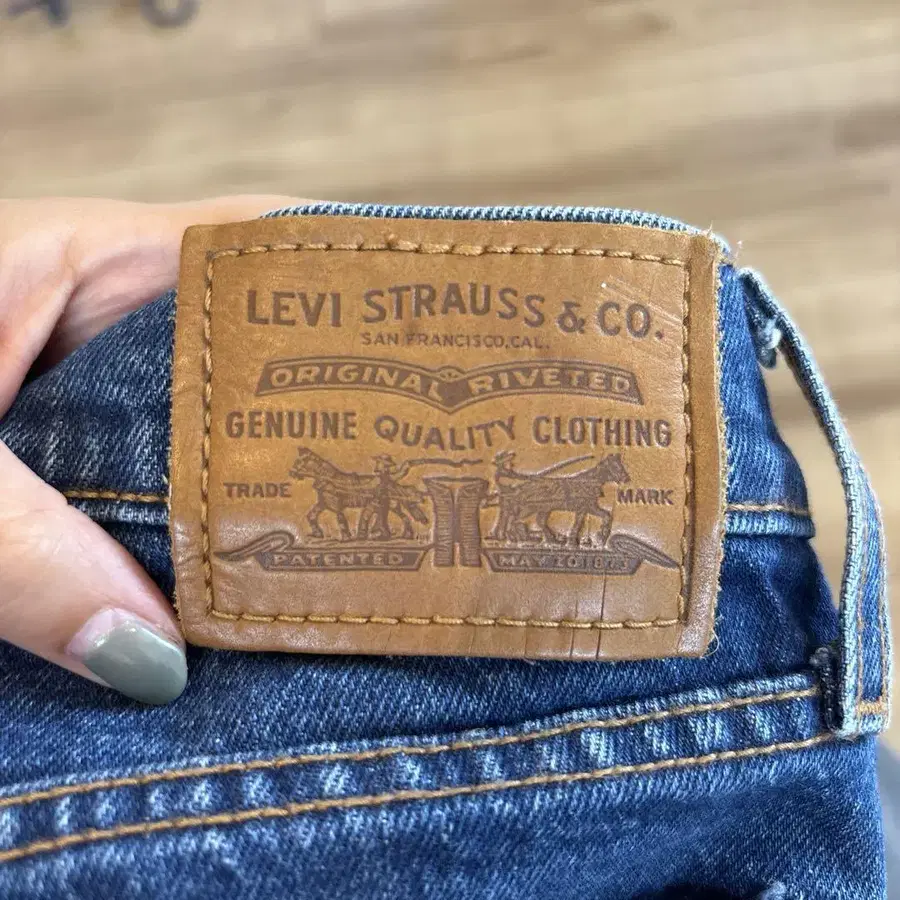 LEVI STRAUSS & CO.
SAN FRANCISCO, CAL.
ORIGINAL RIVETED
GENUINE QUALITY CLOTHING
TRADE MARK
PATENTED MAY 20 1873